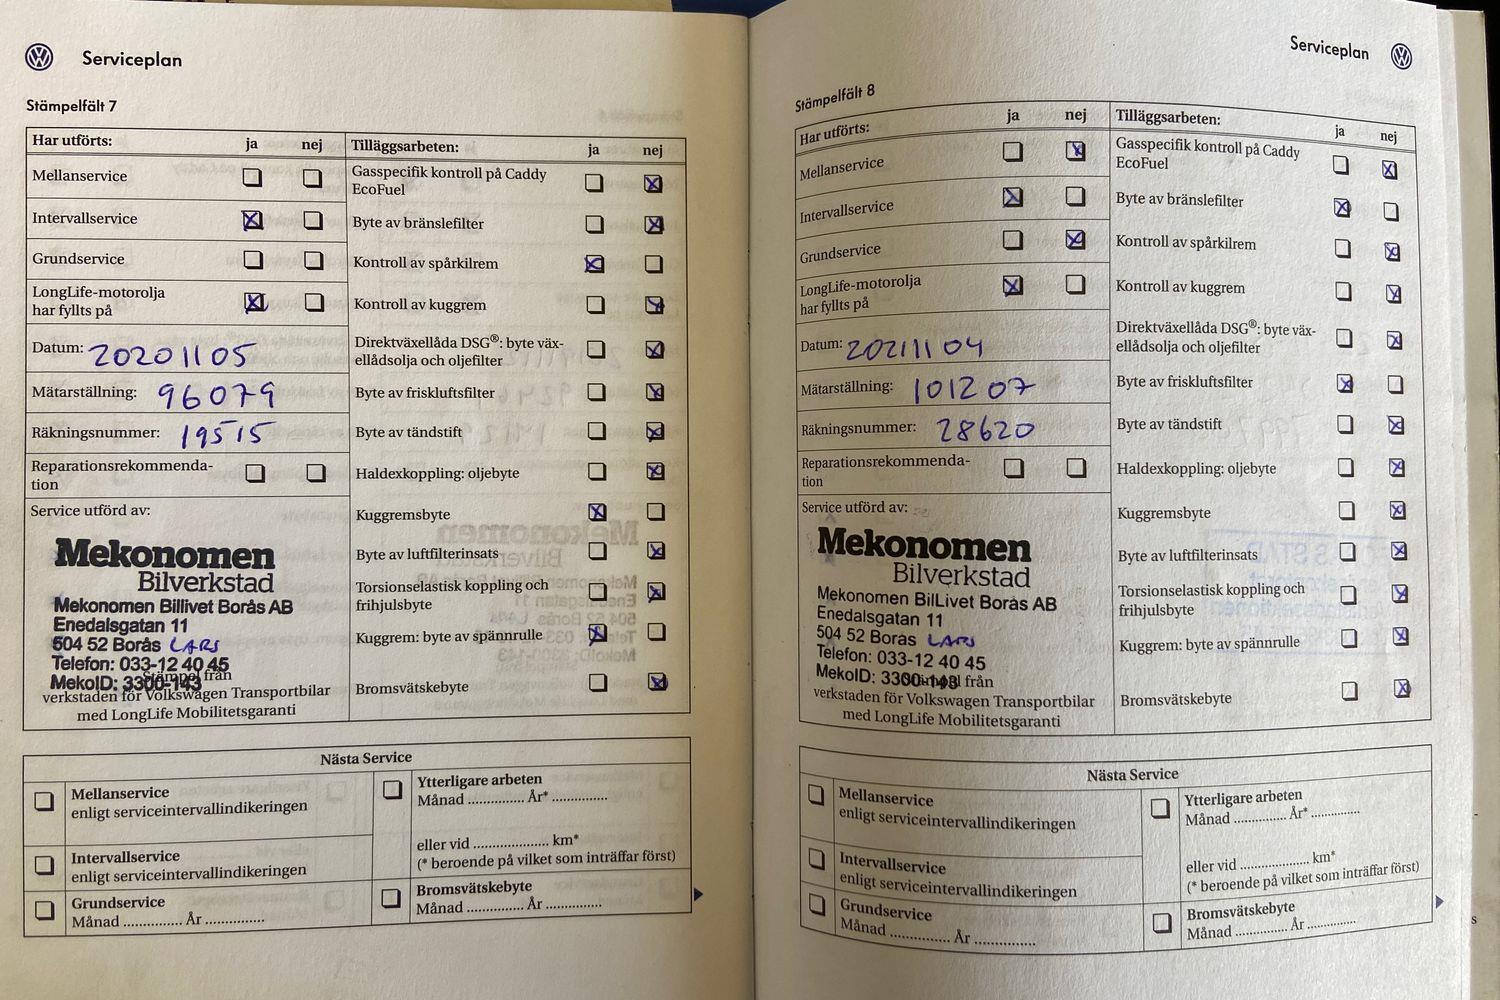 Serviceplan
Stämpelfält 7
Har utförts: ja nej
Mellanservice
Intervallservice
Grundservice
LongLife-motorolja
har fyllts på
Datum: 20201105
Mätarställning: 96079
Räkningsnummer: 19515
Reparationsrekommenda-
tion
Service utförd av:
Mekonomen
Bilverkstad
Mekonomen Billivet Borås AB
Enedalsgatan 11
504 52 Borås LARS
Telefon: 033-12 40 45
MekoID: 3300-143
Stämpel från
verkstaden för Volkswagen Transportbilar
med LongLife Mobilitetsgaranti
Tilläggsarbeten: ja nej
Gasspecifik kontroll på Caddy
EcoFuel
Byte av bränslefilter
Kontroll av spårkilrem
Kontroll av kuggrem
Direktväxellåda DSG®: byte väx-
ellådsolja och oljefilter
Byte av friskluftsfilter
Byte av tändstift
Haldexkoppling: oljebyte
Kuggremsbyte
Byte av luftfilterinsats
Torsionselastisk koppling och
frihjulsbyte
Kuggrem: byte av spännrulle
Bromsvätskebyte
Nästa Service
Mellanservice
enligt serviceintervallindikeringen
Intervallservice
enligt serviceintervallindikeringen
Grundservice
Månad .............. År ..............
Ytterligare arbeten
Månad .............. År* ..............
eller vid .................... km*
(* beroende på vilket som inträffar först)
Bromsvätskebyte
Månad .............. År ..............
Serviceplan
Stämpelfält 8
Har utförts: ja nej
Mellanservice
Intervallservice
Grundservice
LongLife-motorolja
har fyllts på
Datum: 20211104
Mätarställning: 101207
Räkningsnummer: 28620
Reparationsrekommenda-
tion
Service utförd av:
Mekonomen
Bilverkstad
Mekonomen BilLivet Borås AB
Enedalsgatan 11
504 52 Borås LARS
Telefon: 033-12 40 45
MekoID: 3300-143
från
verkstaden för Volkswagen Transportbilar
med LongLife Mobilitetsgaranti
Tilläggsarbeten: ja nej
Gasspecifik kontroll på Caddy
EcoFuel
Byte av bränslefilter
Kontroll av spårkilrem
Kontroll av kuggrem
Direktväxellåda DSG®: byte väx-
ellådsolja och oljefilter
Byte av friskluftsfilter
Byte av tändstift
Haldexkoppling: oljebyte
Kuggremsbyte
Byte av luftfilterinsats
Torsionselastisk koppling och
frihjulsbyte
Kuggrem: byte av spännrulle
Bromsvätskebyte
Nästa Service
Mellanservice
enligt serviceintervallindikeringen
Intervallservice
enligt serviceintervallindikeringen
Grundservice
Månad .............. År ..............
Ytterligare arbeten
Månad .............. År* ..............
eller vid .................... km*
(* beroende på vilket som inträffar först)
Bromsvätskebyte
Månad .............. År ..............